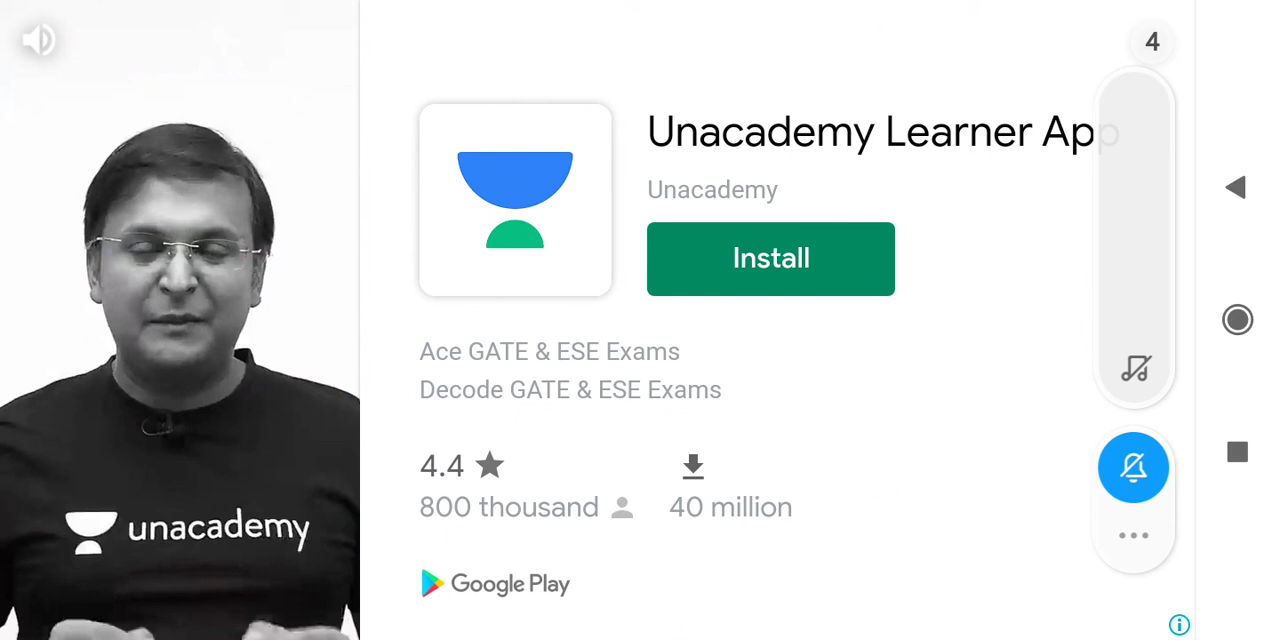 4
Unacademy Learner App
Unacademy
Install
Ace GATE & ESE Exams
Decode GATE & ESE Exams
4.4
800 thousand
40 million
Google Play
unacademy